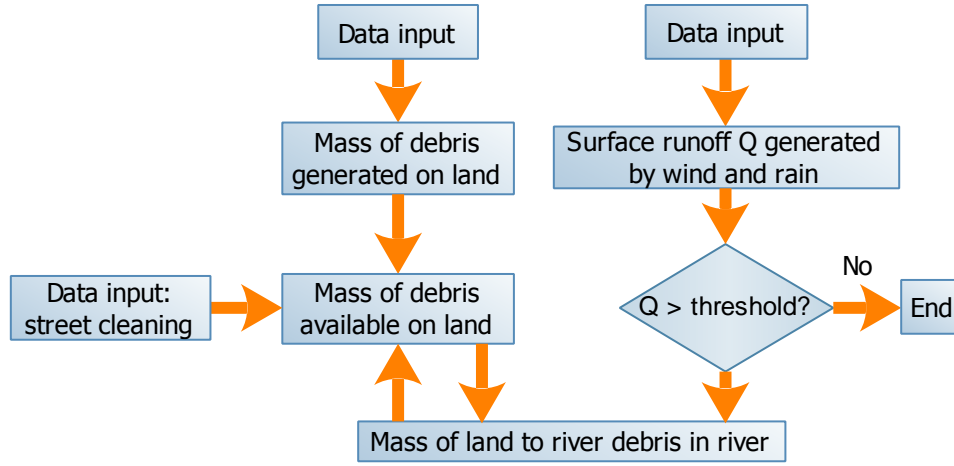 Data input
Data input
Mass of debris
generated on land
Surface runoff Q generated
by wind and rain
Data input:
street cleaning
Mass of debris
available on land
Q > threshold?
No
End
Mass of land to river debris in river